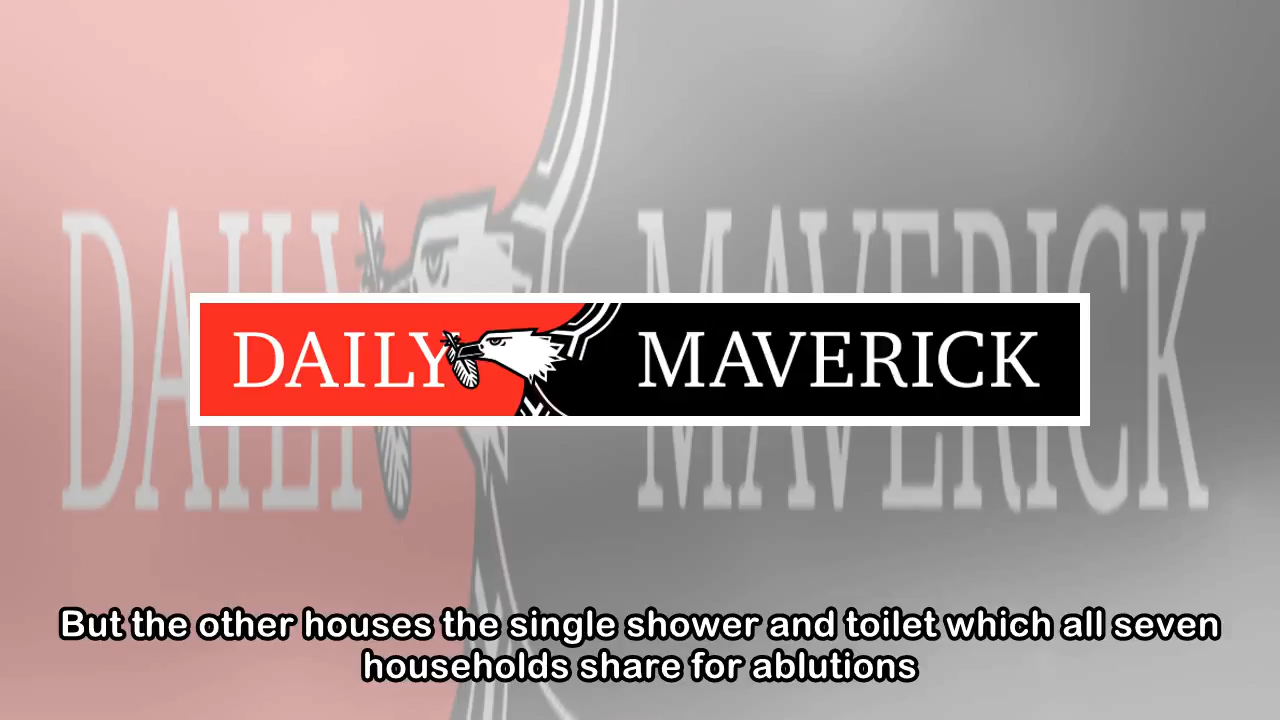 DAILY MAVERICK
DAILY MAVERICK
But the other houses the single shower and toilet which all seven
households share for ablutions